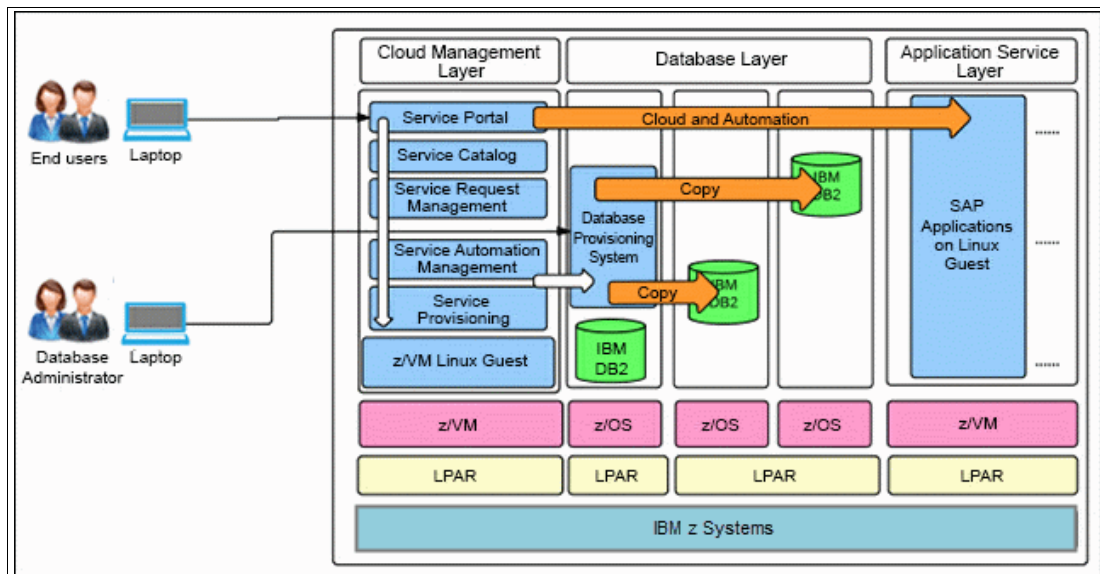 Cloud Management
Layer
Database Layer
Application Service
Layer
End users
Laptop
Service Portal
Cloud and Automation
......
Service Catalog
Service Request
Management
Copy
IBM
DB2
Database
Provisioning
System
SAP
Applications
on Linux
Guest
......
Service Automation
Management
Copy
IBM
DB2
Service
Provisioning
Database
Administrator
Laptop
z/VM Linux Guest
IBM
DB2
......
z/VM
z/OS
z/OS
z/OS
z/VM
LPAR
LPAR
LPAR
LPAR
IBM z Systems